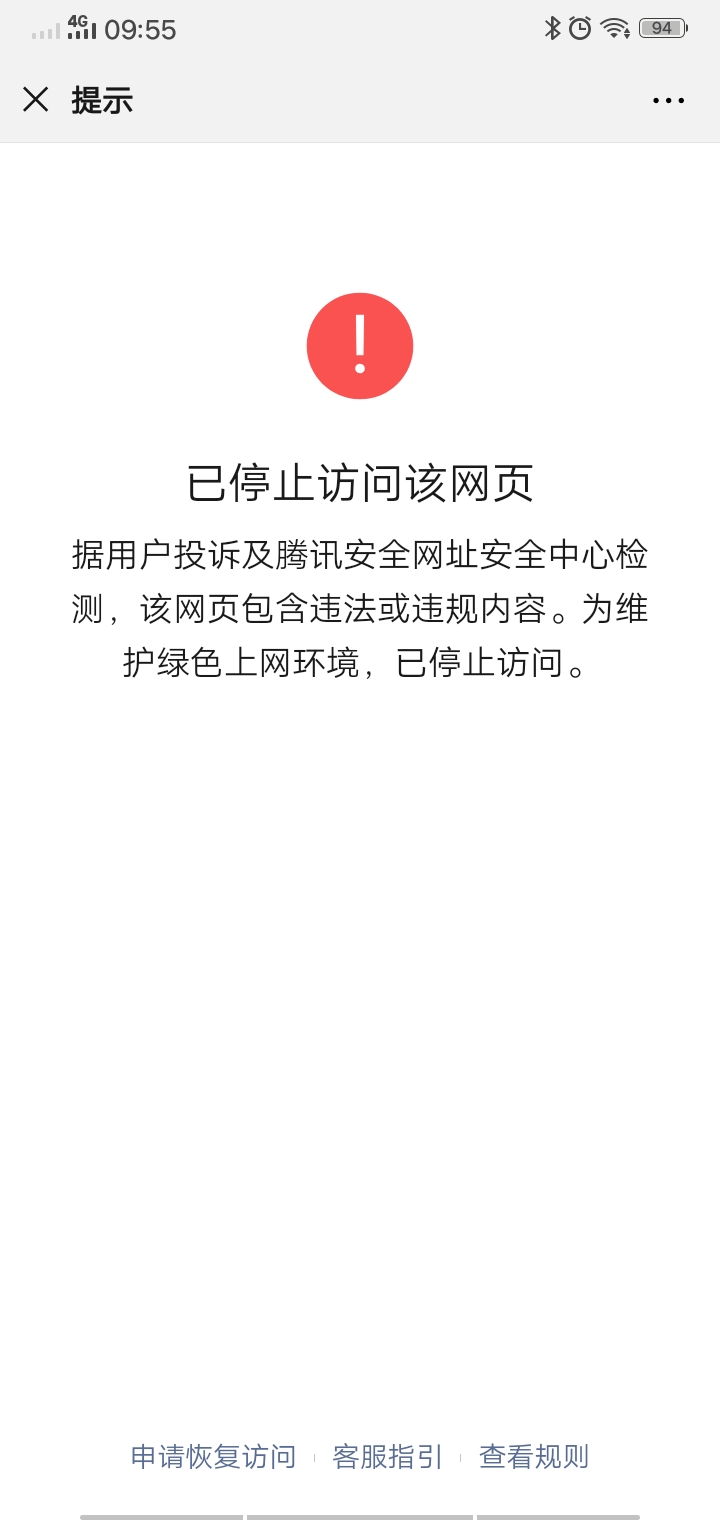 4G 09:55 94
提示
已停止访问该网页
据用户投诉及腾讯安全网址安全中心检
测，该网页包含违法或违规内容。为维
护绿色上网环境，已停止访问。
申请恢复访问 客服指引 查看规则